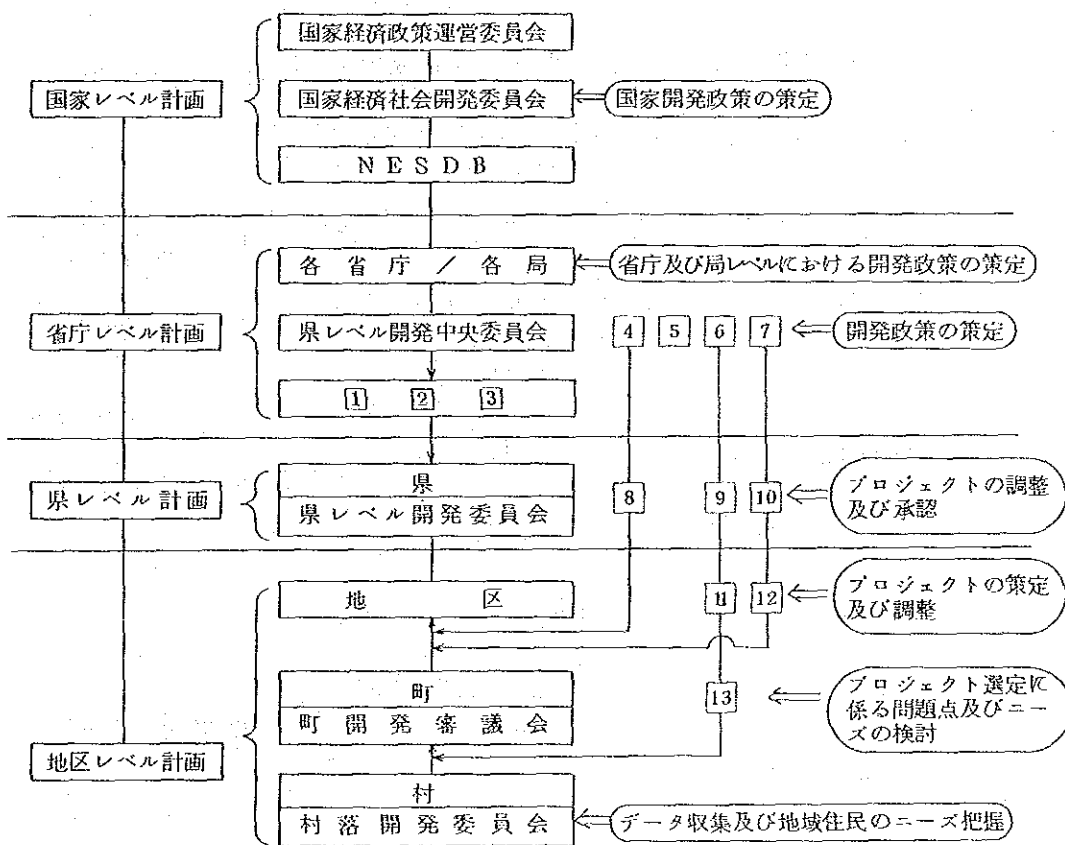 国家経済政策運営委員会
国家レベル計画
国家経済社会開発委員会
国家開発政策の策定
NESDB
各省庁/各局
省庁及び局レベルにおける開発政策の策定
省庁レベル計画
県レベル開発中央委員会
4 5 6 7
開発政策の策定
1 2 3
県レベル計画
県
県レベル開発委員会
8 9 10
プロジェクトの調整
及び承認
地区
11 12
プロジェクトの策定
及び調整
町
町開発審議会
13
プロジェクト選定に
係る問題点及びニー
ズの検討
地区レベル計画
村
村落開発委員会
データ収集及び地域住民のニーズ把握